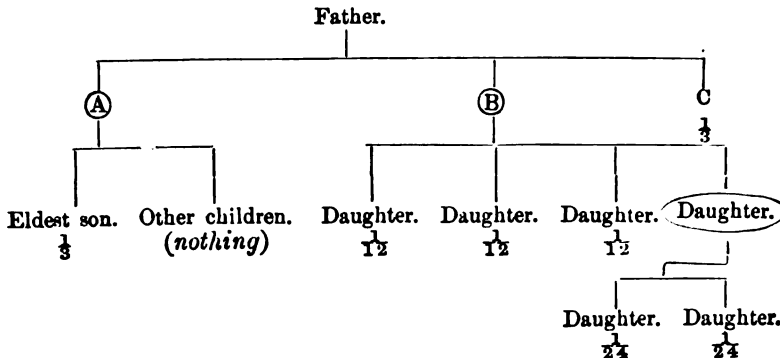 Father.
A B C
1/3
Eldest son. Other children. Daughter. Daughter. Daughter. Daughter.
1/3 (nothing) 1/12 1/12 1/12
Daughter. Daughter.
1/24 1/24